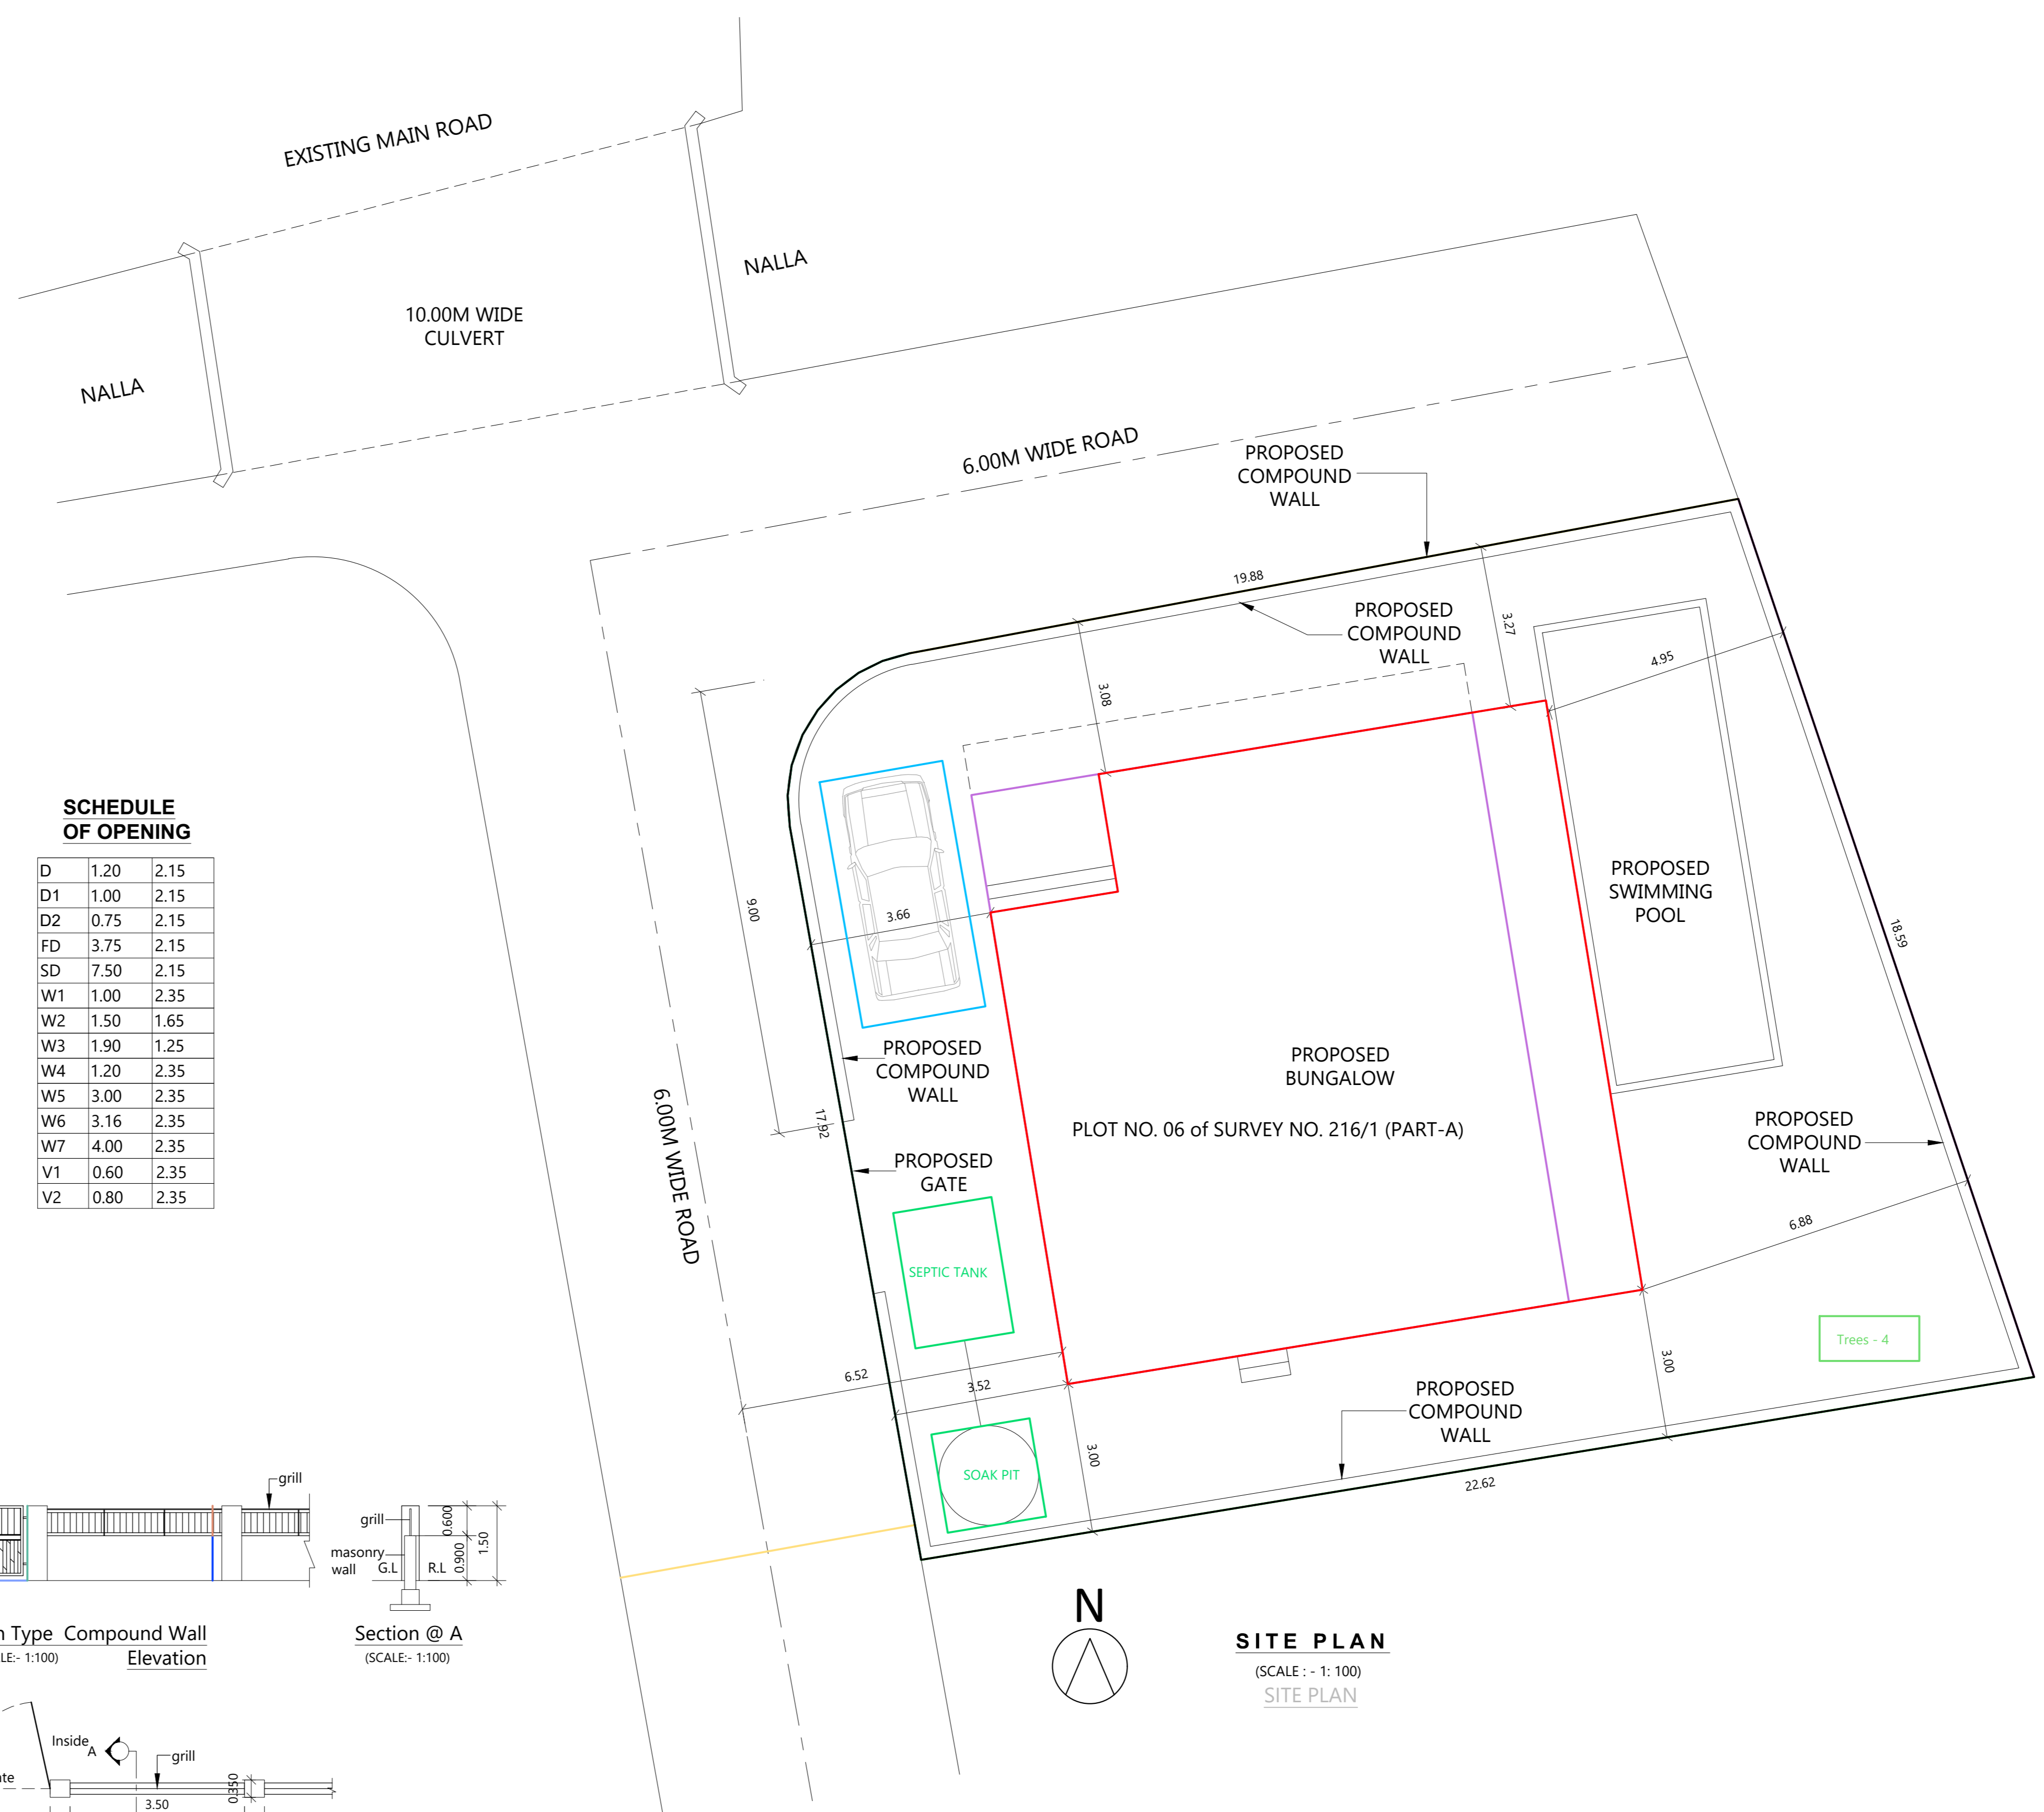 EXISTING MAIN ROAD
NALLA
10.00M WIDE
CULVERT
NALLA
6.00M WIDE ROAD
PROPOSED
COMPOUND
WALL
19.88
PROPOSED
COMPOUND
WALL
3.27
4.95
3.08
9.00
3.66
PROPOSED
SWIMMING
POOL
18.59
PROPOSED
COMPOUND
WALL
17.92
PROPOSED
BUNGALOW
PLOT NO. 06 of SURVEY NO. 216/1 (PART-A)
PROPOSED
COMPOUND
WALL
PROPOSED
GATE
6.00M WIDE ROAD
SEPTIC TANK
6.88
Trees - 4
6.52
3.52
3.00
3.00
PROPOSED
COMPOUND
WALL
SOAK PIT
22.62
SCHEDULE
OF OPENING
D 1.20 2.15
D1 1.00 2.15
D2 0.75 2.15
FD 3.75 2.15
SD 7.50 2.15
W1 1.00 2.35
W2 1.50 1.65
W3 1.90 1.25
W4 1.20 2.35
W5 3.00 2.35
W6 3.16 2.35
W7 4.00 2.35
V1 0.60 2.35
V2 0.80 2.35
grill
n Type Compound Wall
LE:- 1:100)
Elevation
grill
masonry
wall
G.L
R.L
0.600
0.900
1.50
Section @ A
(SCALE:- 1:100)
Inside
A
grill
ate
0.350
3.50
N
SITE PLAN
(SCALE : - 1: 100)
SITE PLAN